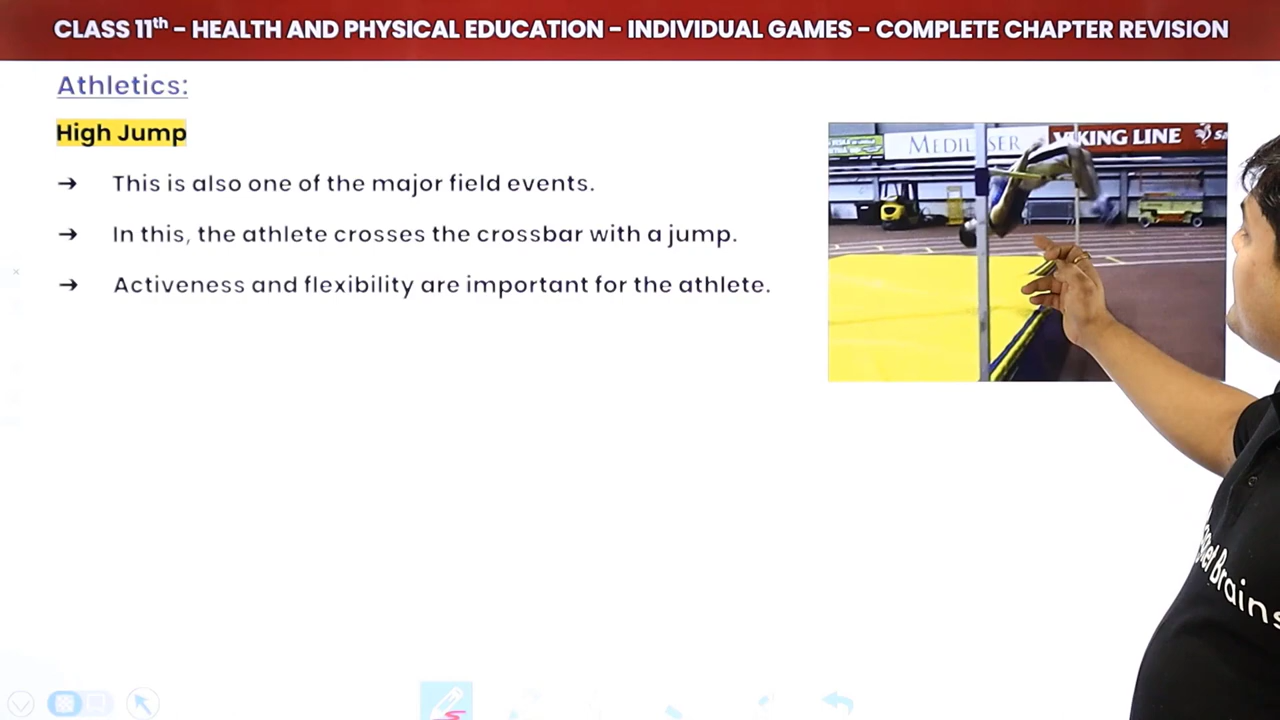 CLASS 11th – HEALTH AND PHYSICAL EDUCATION – INDIVIDUAL GAMES – COMPLETE CHAPTER REVISION
Athletics:
High Jump
→ This is also one of the major field events.
→ In this, the athlete crosses the crossbar with a jump.
→ Activeness and flexibility are important for the athlete.
VIKING LINE
Brains